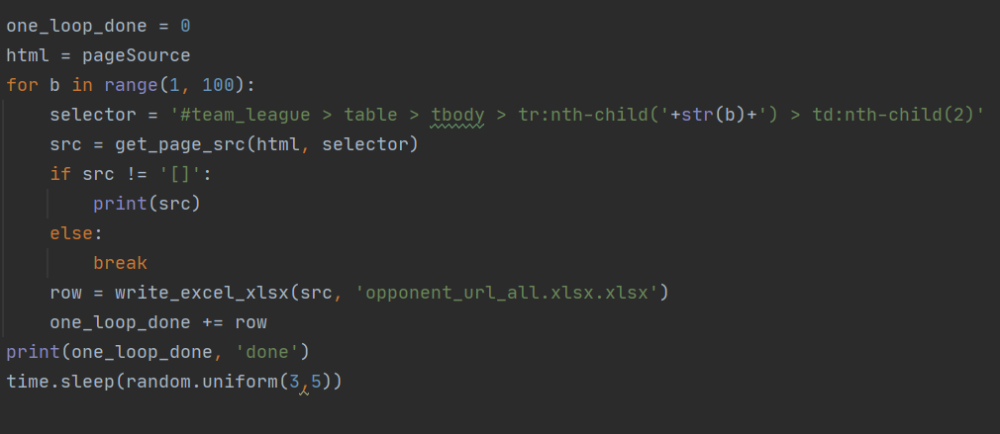 one_loop_done = 0
html = pageSource
for b in range(1, 100):
    selector = '#team_league > table > tbody > tr:nth-child('+str(b)+') > td:nth-child(2)'
    src = get_page_src(html, selector)
    if src != '[]':
        print(src)
    else:
        break
    row = write_excel_xlsx(src, 'opponent_url_all.xlsx.xlsx')
    one_loop_done += row
print(one_loop_done, 'done')
time.sleep(random.uniform(3,5))